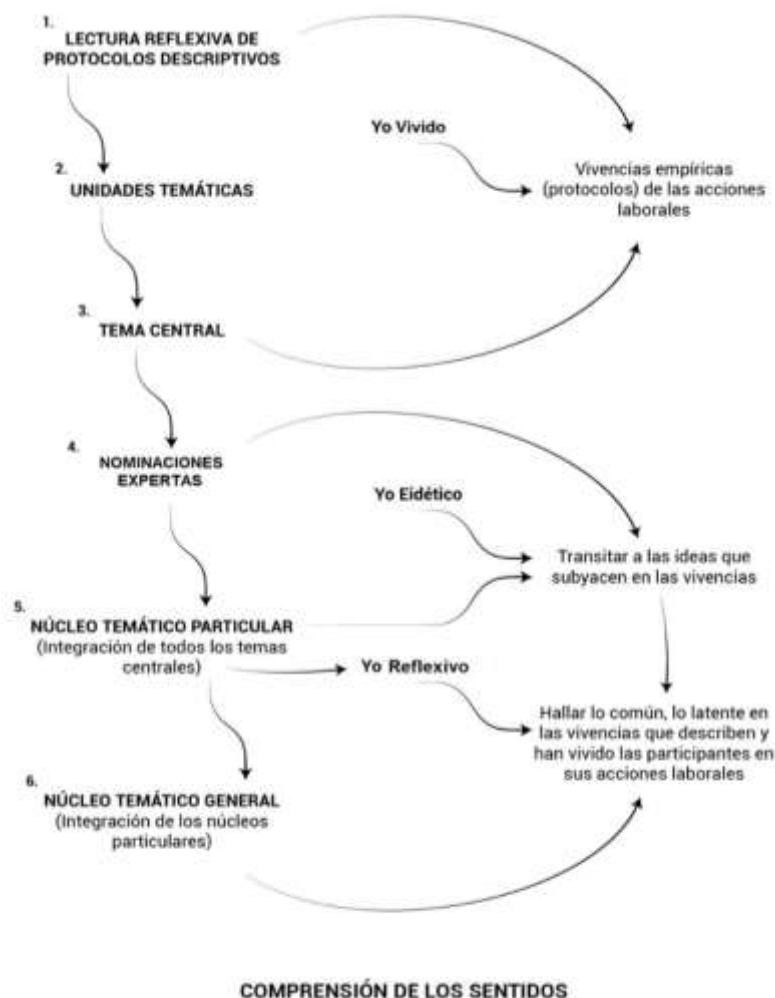 1.
LECTURA REFLEXIVA DE
PROTOCOLOS DESCRIPTIVOS
Yo Vivido
Vivencias empíricas
(protocolos) de las acciones
laborales
2.
UNIDADES TEMÁTICAS
3.
TEMA CENTRAL
4.
NOMINACIONES
EXPERTAS
Yo Eidético
Transitar a las ideas que
subyacen en las vivencias
5.
NÚCLEO TEMÁTICO PARTICULAR
(Integración de todos los temas
centrales)
Yo Reflexivo
Hallar lo común, lo latente en
las vivencias que describen y
han vivido las participantes en
sus acciones laborales
6.
NÚCLEO TEMÁTICO GENERAL
(Integración de los núcleos
particulares)
COMPRENSIÓN DE LOS SENTIDOS